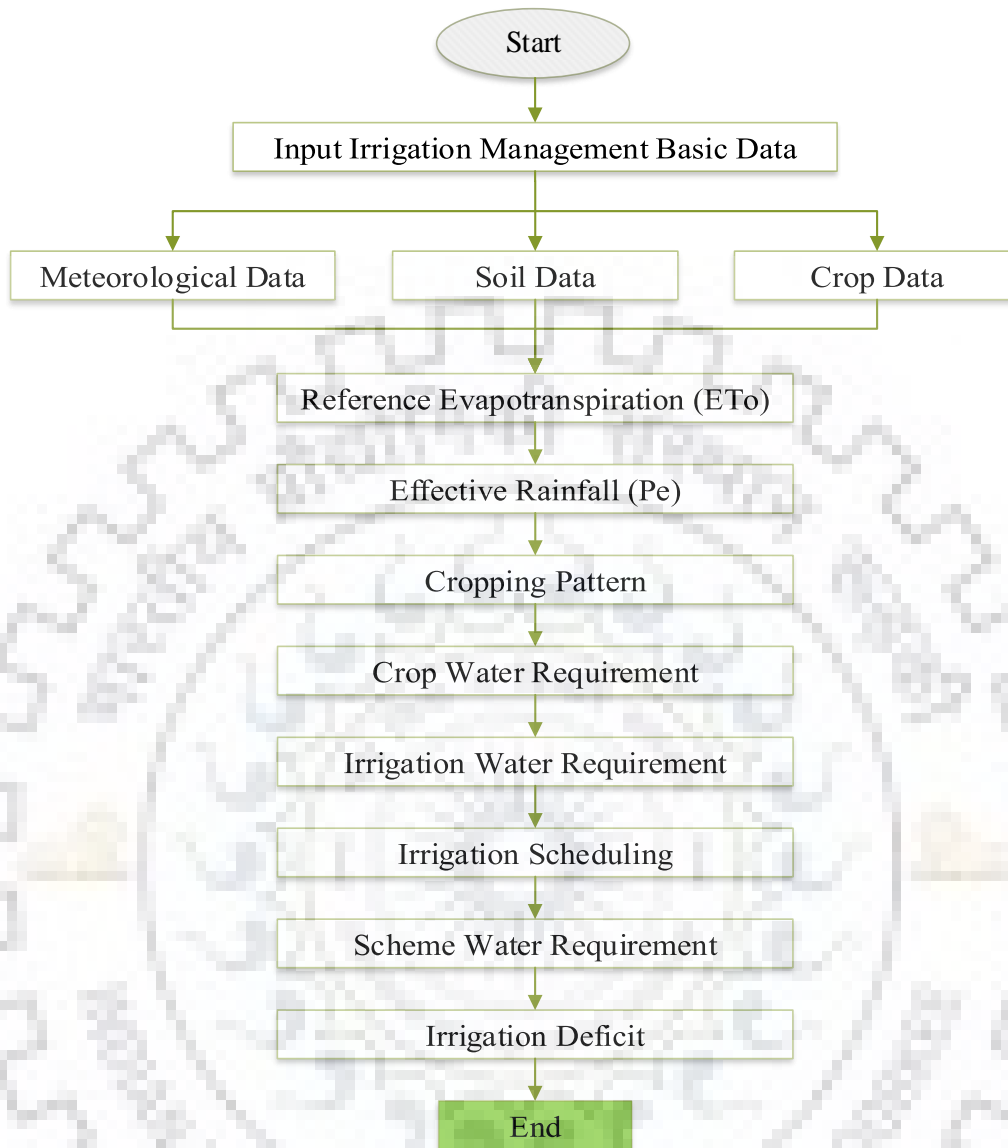 Start
Input Irrigation Management Basic Data
Meteorological Data
Soil Data
Crop Data
Reference Evapotranspiration (ETo)
Effective Rainfall (Pe)
Cropping Pattern
Crop Water Requirement
Irrigation Water Requirement
Irrigation Scheduling
Scheme Water Requirement
Irrigation Deficit
End